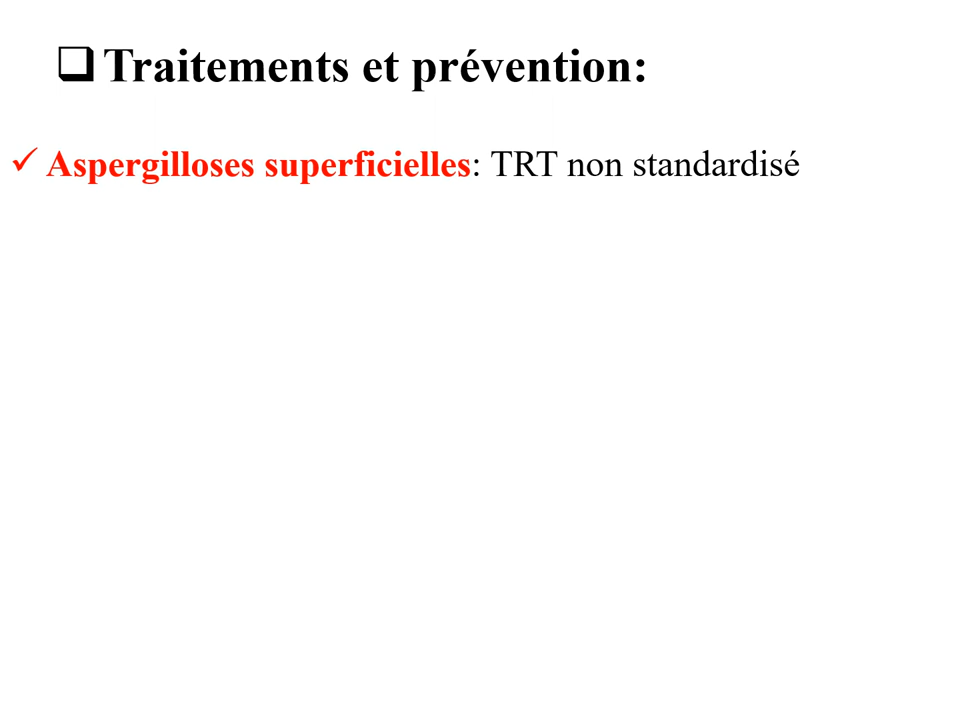 ❑Traitements et prévention:
✓ Aspergilloses superficielles: TRT non standardisé